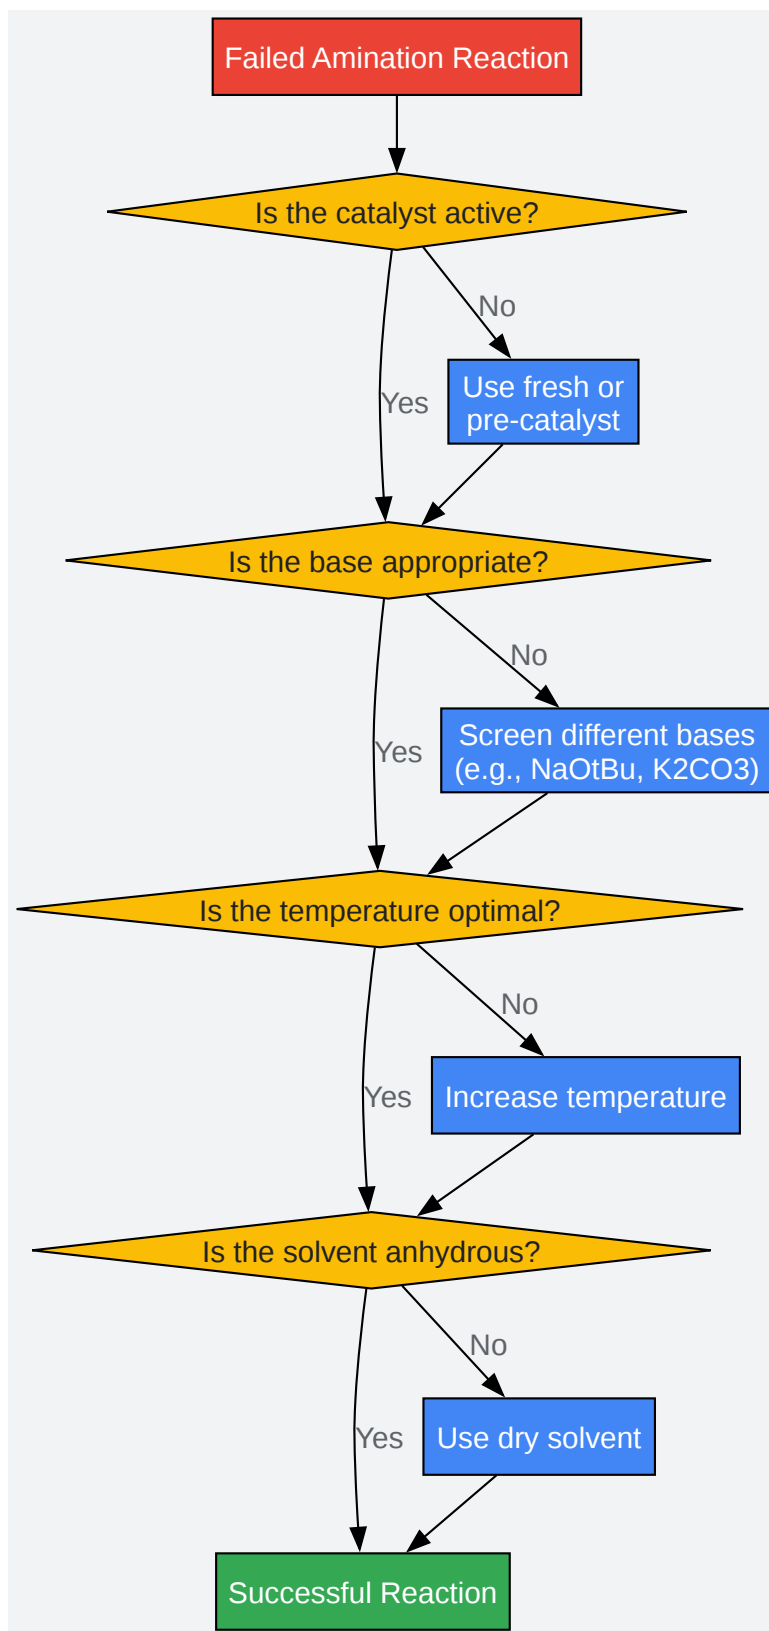 Failed Amination Reaction
Is the catalyst active?
No
Use fresh or
pre-catalyst
Yes
Is the base appropriate?
No
Screen different bases
(e.g., NaOtBu, K2CO3)
Yes
Is the temperature optimal?
No
Increase temperature
Yes
Is the solvent anhydrous?
No
Use dry solvent
Yes
Successful Reaction